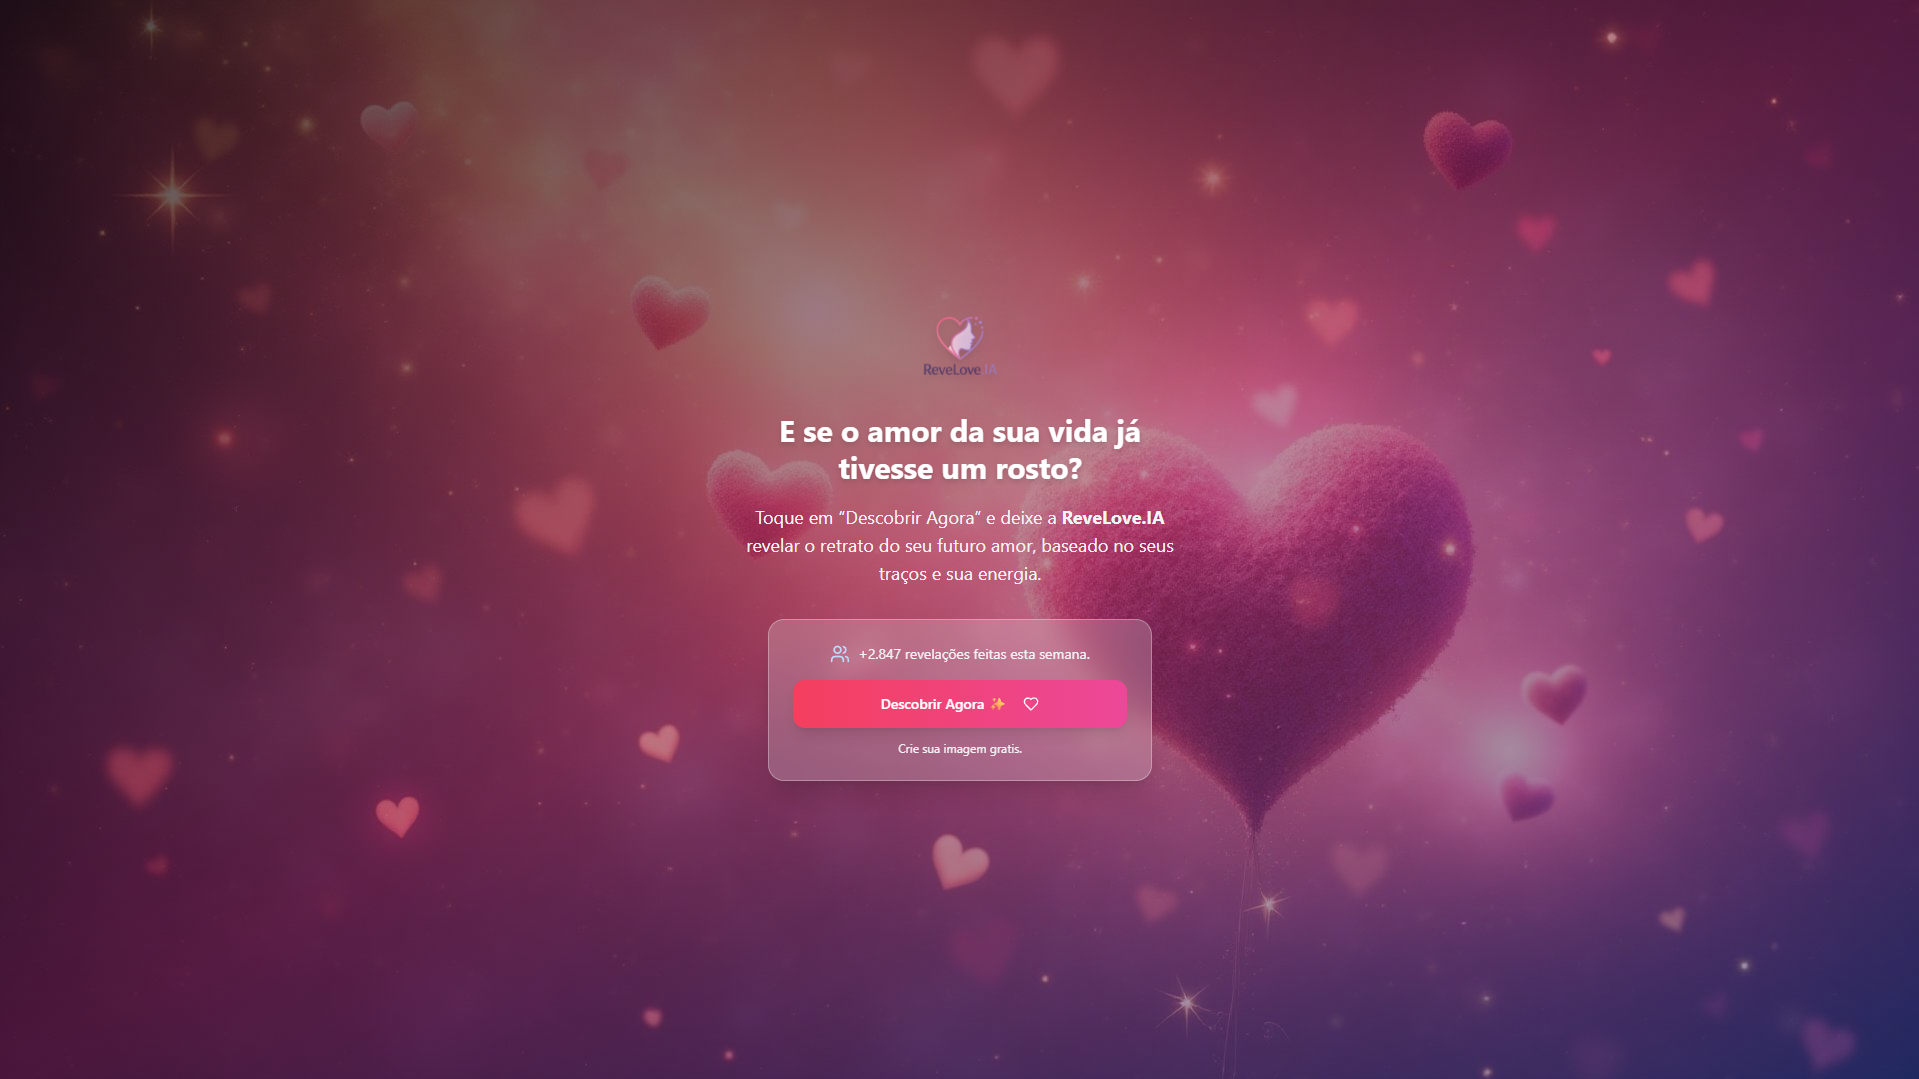 ReveLove IA
E se o amor da sua vida já
tivesse um rosto?
Toque em “Descobrir Agora” e deixe a ReveLove.IA
revelar o retrato do seu futuro amor, baseado no seus
traços e sua energia.
+2.847 revelações feitas esta semana.
Descobrir Agora ✨
Crie sua imagem gratis.